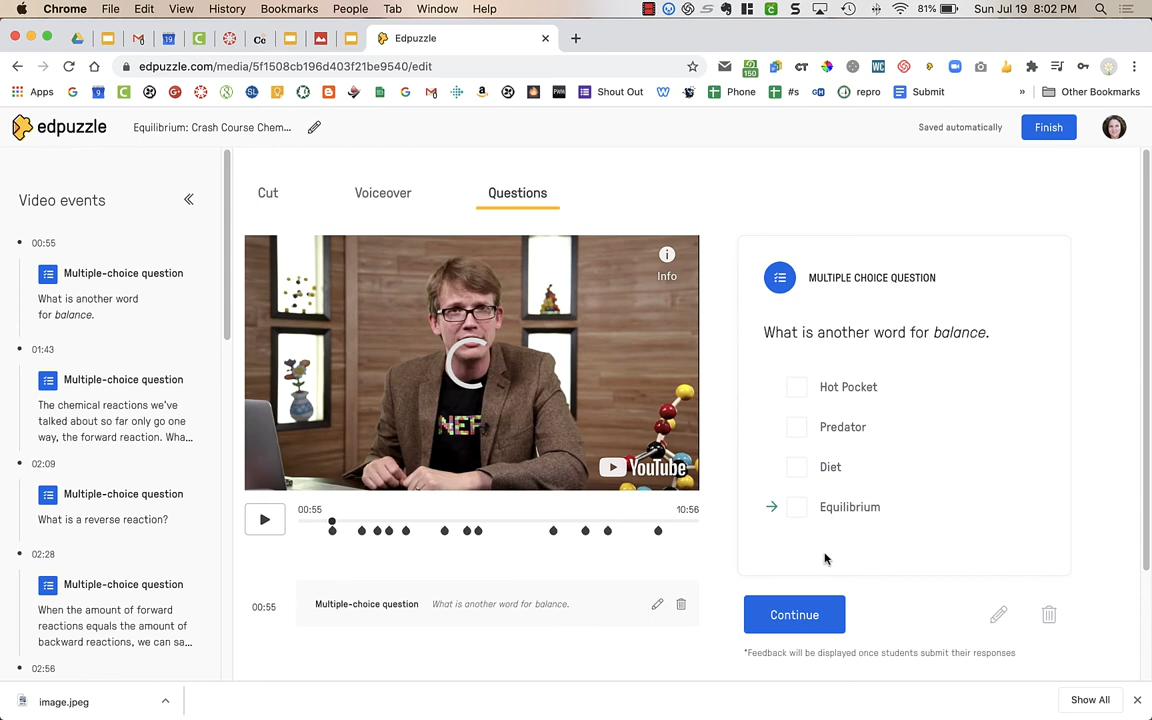 Chrome File Edit View History Bookmarks People Tab Window Help 81% Sun Jul 19 8:02 PM
Edpuzzle
edpuzzle.com/media/5f1508cb196d403f21be9540/edit
150
Apps Shout Out Phone #s repro Submit » Other Bookmarks
edpuzzle Equilibrium: Crash Course Chem... Saved automatically Finish
Cut Voiceover Questions
Video events
00:55
Multiple-choice question
What is another word
for balance.
01:43
Multiple-choice question
The chemical reactions we've
talked about so far only go one
way, the forward reaction. Wha...
02:09
Multiple-choice question
What is a reverse reaction?
02:28
Multiple-choice question
When the amount of forward
reactions equals the amount of
backward reactions, we can sa...
02:56
Info
NEF
YouTube
00:55 10:56
00:55 Multiple-choice question What is another word for balance.
MULTIPLE CHOICE QUESTION
What is another word for balance.
Hot Pocket
Predator
Diet
Equilibrium
Continue
*Feedback will be displayed once students submit their responses
image.jpeg Show All